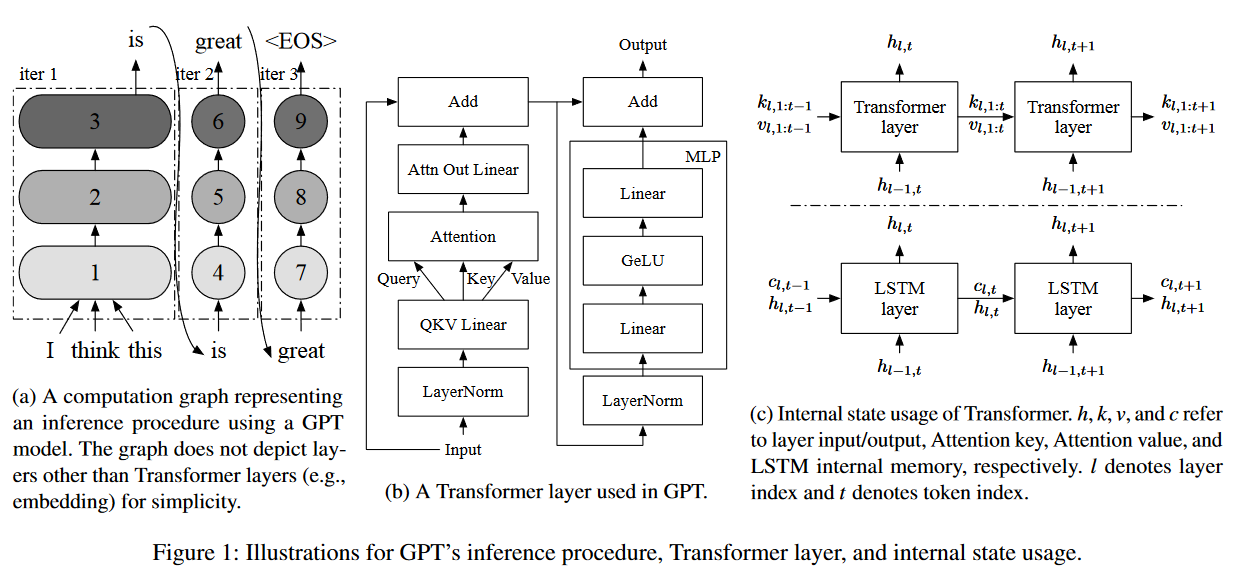 is great <EOS>
iter 1 iter 2 iter 3
3 6 9
2 5 8
1 4 7
I think this is great
(a) A computation graph representing
an inference procedure using a GPT
model. The graph does not depict lay-
ers other than Transformer layers (e.g.,
embedding) for simplicity.
Output
Add Add
MLP
Attn Out Linear Linear
Attention GeLU
Query Key Value
QKV Linear Linear
LayerNorm LayerNorm
Input
(b) A Transformer layer used in GPT.
h_{l,t} h_{l,t+1}
k_{l,1:t−1} Transformer k_{l,1:t} Transformer k_{l,1:t+1}
v_{l,1:t−1} layer v_{l,1:t} layer v_{l,1:t+1}
h_{l−1,t} h_{l−1,t+1}
h_{l,t} h_{l,t+1}
c_{l,t−1} LSTM c_{l,t} LSTM c_{l,t+1}
h_{l,t−1} layer h_{l,t} layer h_{l,t+1}
h_{l−1,t} h_{l−1,t+1}
(c) Internal state usage of Transformer. h, k, v, and c refer
to layer input/output, Attention key, Attention value, and
LSTM internal memory, respectively. l denotes layer
index and t denotes token index.
Figure 1: Illustrations for GPT's inference procedure, Transformer layer, and internal state usage.